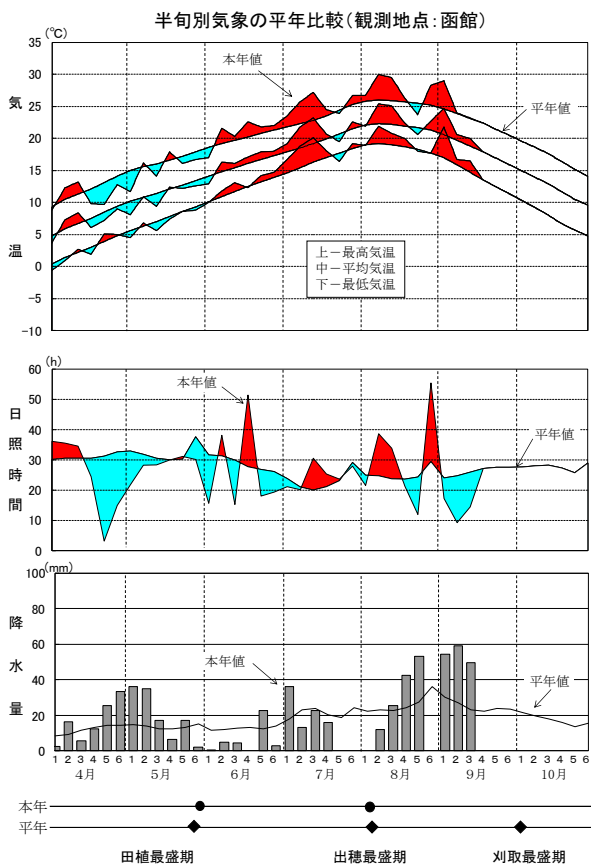 半旬別気象の平年比較（観測地点：函館）
(℃)
35
30
25
20
15
10
5
0
-5
-10
気
温
本年値
平年値
上－最高気温
中－平均気温
下－最低気温
(h)
60
50
40
30
20
10
0
日
照
時
間
本年値
平年値
(mm)
100
80
60
40
20
0
降
水
量
本年値
平年値
1 2 3 4 5 6 1 2 3 4 5 6 1 2 3 4 5 6 1 2 3 4 5 6 1 2 3 4 5 6 1 2 3 4 5 6 1 2 3 4 5 6
4月 5月 6月 7月 8月 9月 10月
本年
平年
田植最盛期 出穂最盛期 刈取最盛期